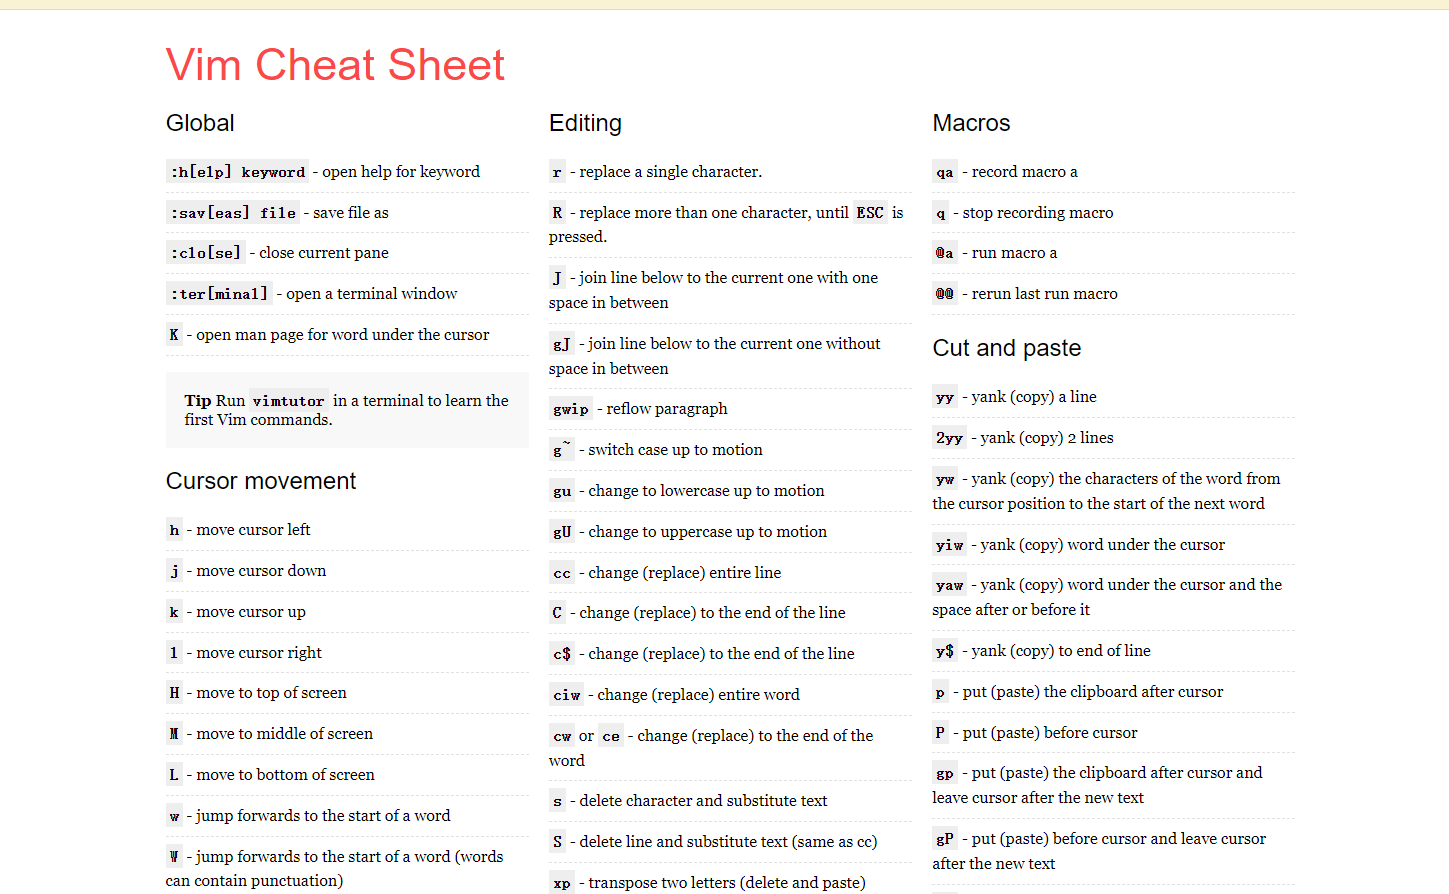 Vim Cheat Sheet
Global
:h[elp] keyword - open help for keyword
:sav[eas] file - save file as
:clo[se] - close current pane
:ter[minal] - open a terminal window
K - open man page for word under the cursor
Tip Run vimtutor in a terminal to learn the
first Vim commands.
Cursor movement
h - move cursor left
j - move cursor down
k - move cursor up
l - move cursor right
H - move to top of screen
M - move to middle of screen
L - move to bottom of screen
w - jump forwards to the start of a word
W - jump forwards to the start of a word (words
can contain punctuation)
Editing
r - replace a single character.
R - replace more than one character, until ESC is
pressed.
J - join line below to the current one with one
space in between
gJ - join line below to the current one without
space in between
gwip - reflow paragraph
g~ - switch case up to motion
gu - change to lowercase up to motion
gU - change to uppercase up to motion
cc - change (replace) entire line
C - change (replace) to the end of the line
c$ - change (replace) to the end of the line
ciw - change (replace) entire word
cw or ce - change (replace) to the end of the
word
s - delete character and substitute text
S - delete line and substitute text (same as cc)
xp - transpose two letters (delete and paste)
Macros
qa - record macro a
q - stop recording macro
@a - run macro a
@@ - rerun last run macro
Cut and paste
yy - yank (copy) a line
2yy - yank (copy) 2 lines
yw - yank (copy) the characters of the word from
the cursor position to the start of the next word
yiw - yank (copy) word under the cursor
yaw - yank (copy) word under the cursor and the
space after or before it
y$ - yank (copy) to end of line
p - put (paste) the clipboard after cursor
P - put (paste) before cursor
gp - put (paste) the clipboard after cursor and
leave cursor after the new text
gP - put (paste) before cursor and leave cursor
after the new text